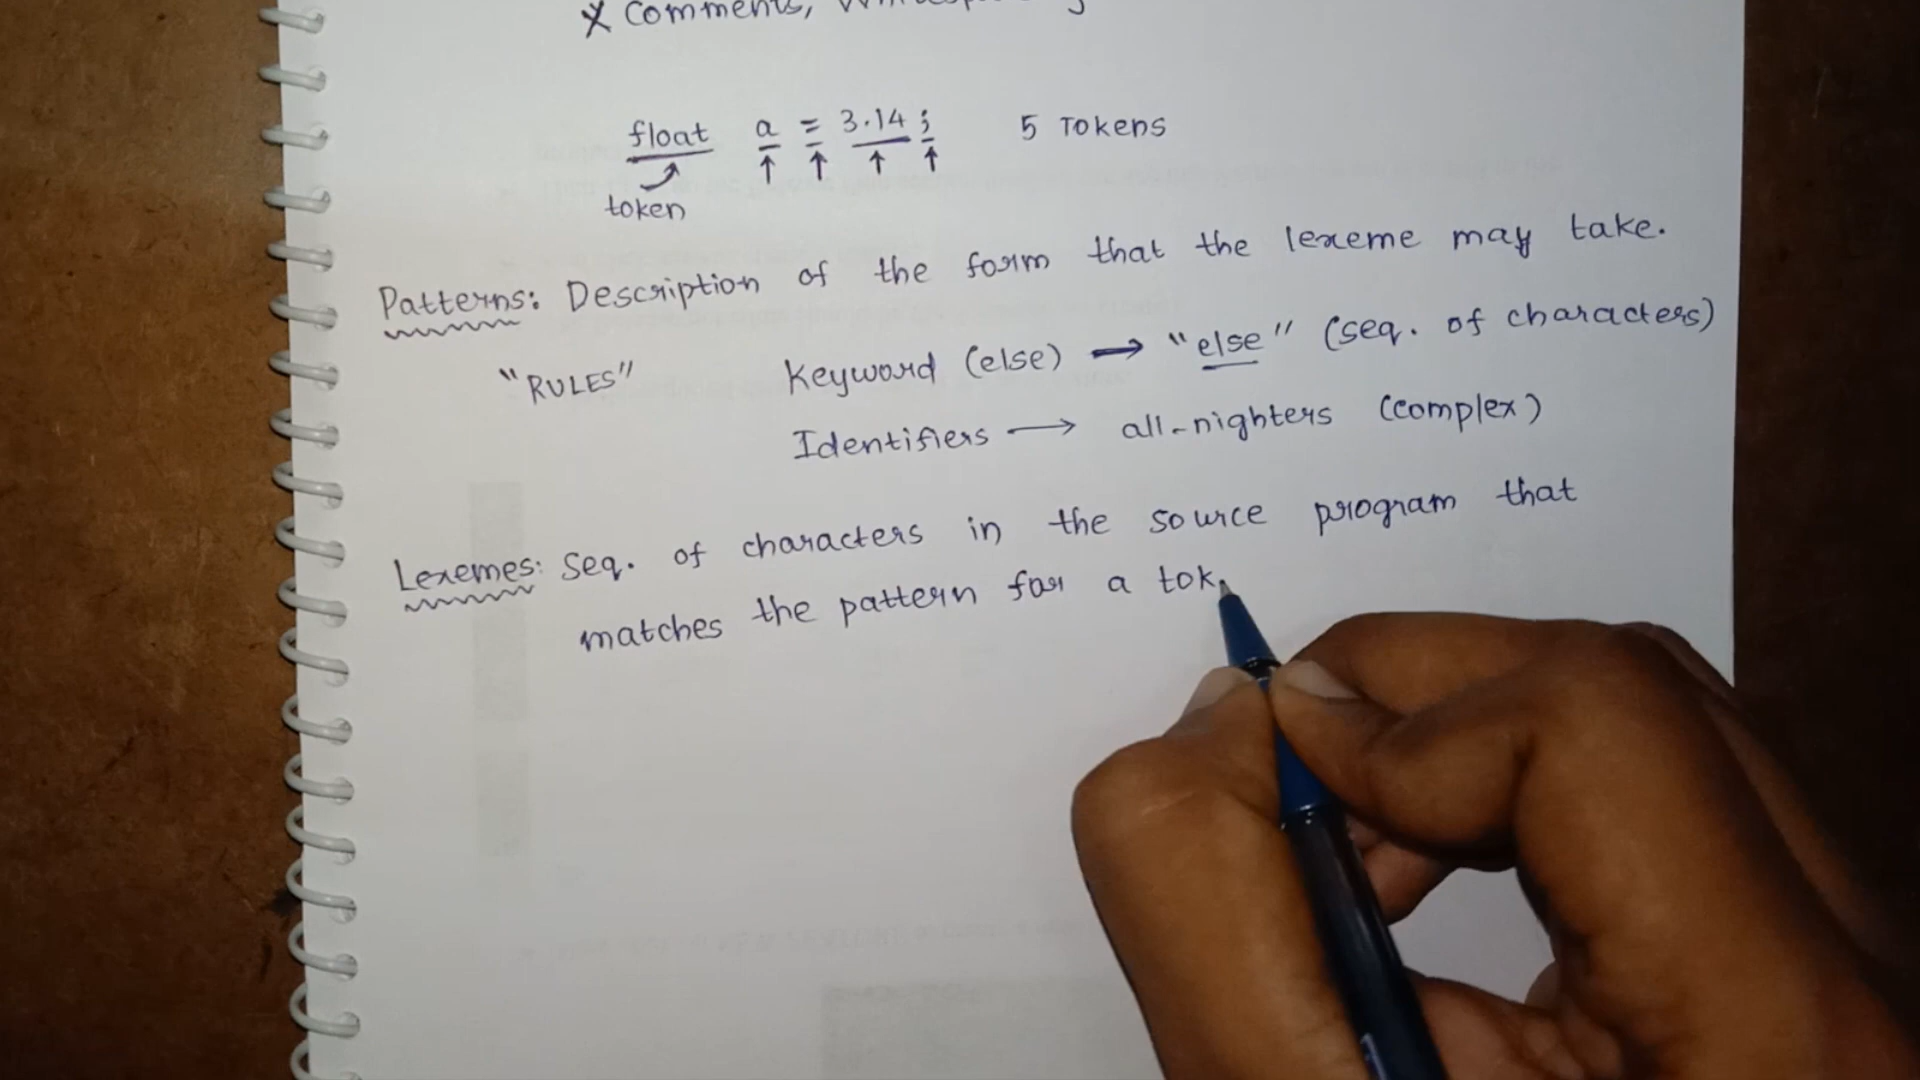 X Comments,
float a = 3.14 ; 5 Tokens
token
Patterns: Description of the form that the lexeme may take.
"RULES" Keyword (else) → "else" (seq. of characters)
Identifiers → all-nighters (complex)
Lexemes: Seq. of characters in the source program that
matches the pattern for a tok